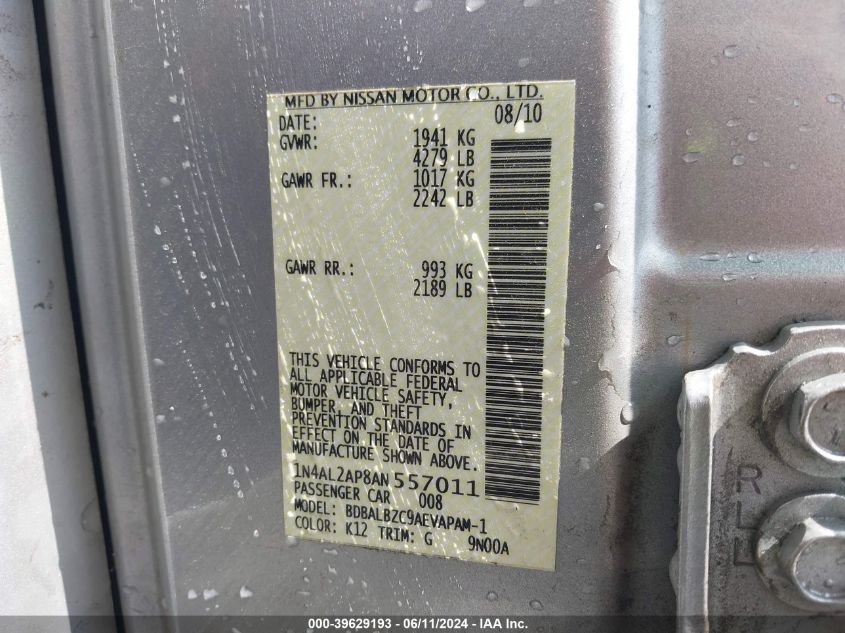 MFD BY NISSAN MOTOR CO., LTD.
DATE: 08/10
GVWR: 1941 KG
4279 LB
GAWR FR.: 1017 KG
2242 LB
GAWR RR.: 993 KG
2189 LB
THIS VEHICLE CONFORMS TO
ALL APPLICABLE FEDERAL
MOTOR VEHICLE SAFETY,
BUMPER, AND THEFT
PREVENTION STANDARDS IN
EFFECT ON THE DATE OF
MANUFACTURE SHOWN ABOVE.
1N4AL2AP8AN557011
PASSENGER CAR 008
MODEL: BDBALBZC9AEVAPAM-1
COLOR: K12 TRIM: G 9N00A
RL
000-39629193 - 06/11/2024 - IAA Inc.